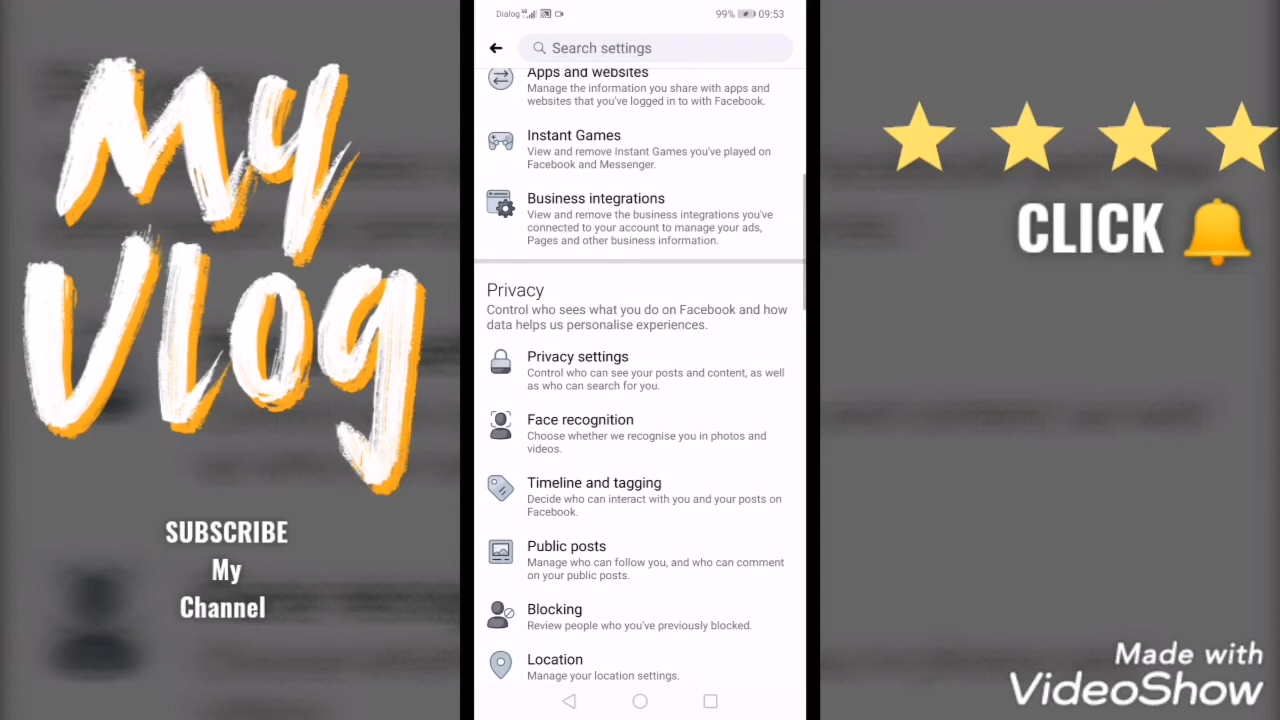 My
Vlog
SUBSCRIBE
My
Channel
Dialog 99% 09:53
Search settings
Apps and websites
Manage the information you share with apps and
websites that you've logged in to with Facebook.
Instant Games
View and remove Instant Games you've played on
Facebook and Messenger.
Business integrations
View and remove the business integrations you've
connected to your account to manage your ads,
Pages and other business information.
Privacy
Control who sees what you do on Facebook and how
data helps us personalise experiences.
Privacy settings
Control who can see your posts and content, as well
as who can search for you.
Face recognition
Choose whether we recognise you in photos and
videos.
Timeline and tagging
Decide who can interact with you and your posts on
Facebook.
Public posts
Manage who can follow you, and who can comment
on your public posts.
Blocking
Review people who you've previously blocked.
Location
Manage your location settings.
CLICK
Made with
VideoShow